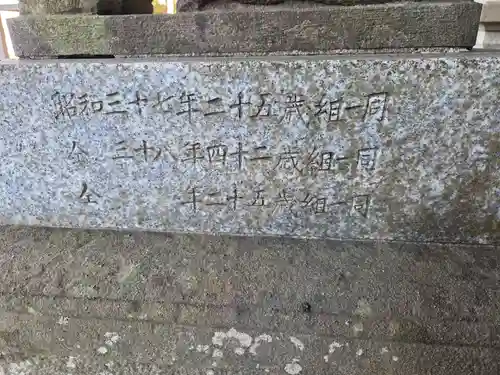 昭和三十七年二十五歳組一同
仝 三十八年四十二歳組一同
仝 年二十五歳組一同